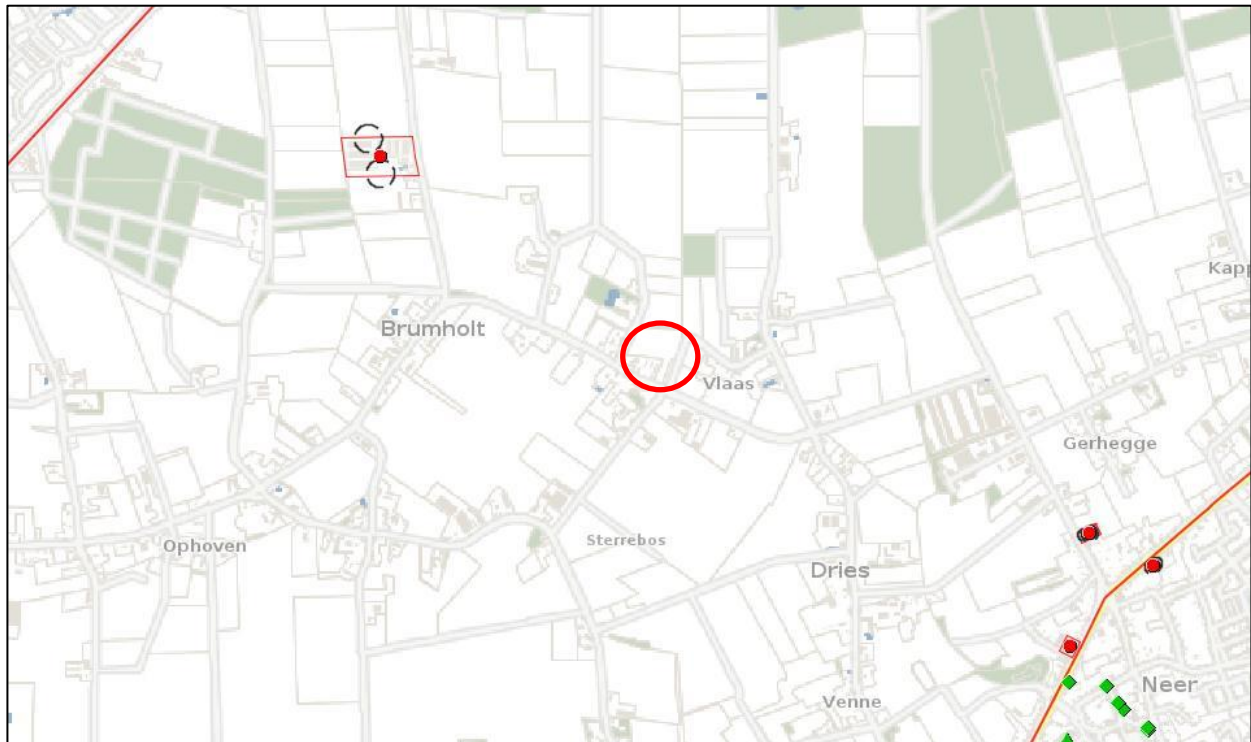 Kapp
Brumholt
Vlaas
Gerhegge
Ophoven
Sterrebos
Dries
Neer
Venne